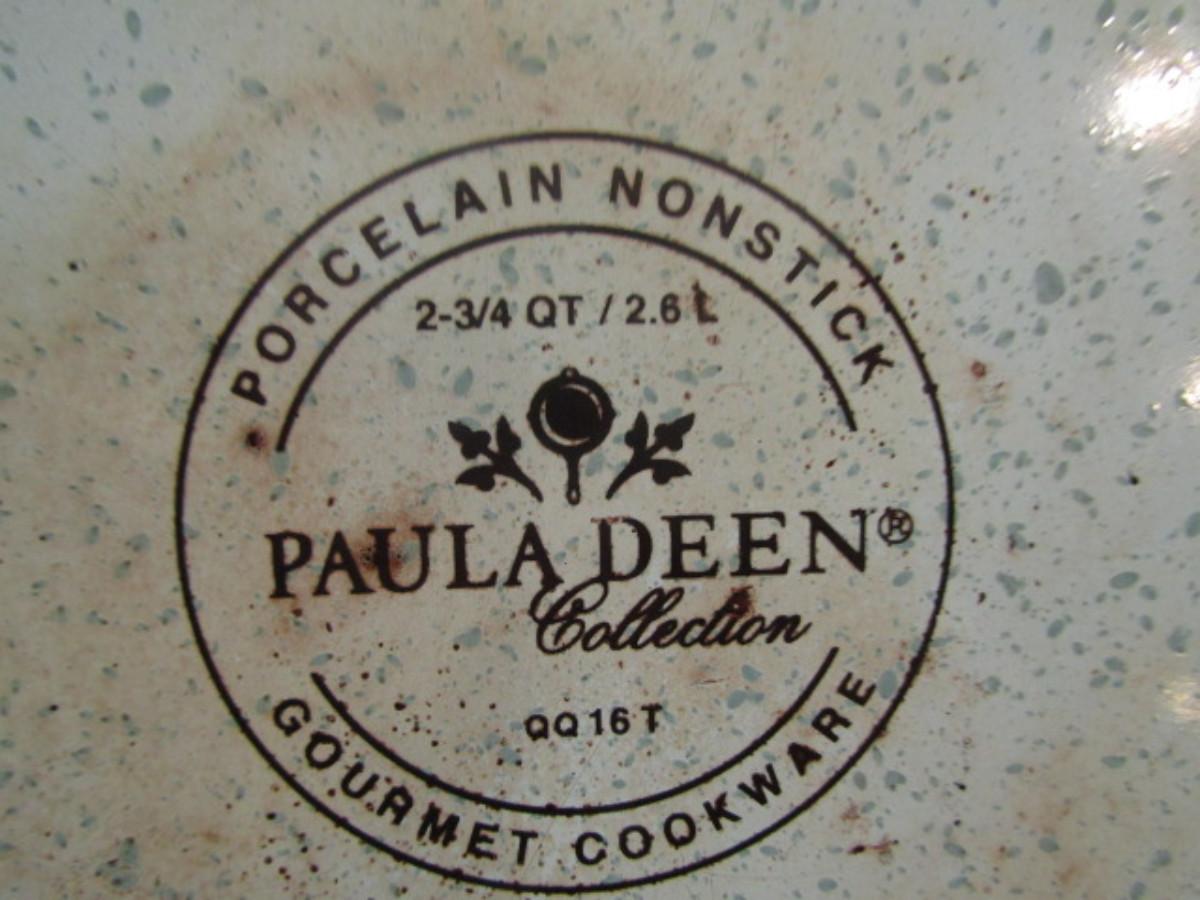 PORCELAIN NONSTICK
2-3/4 QT / 2.6 L
PAULA DEEN®
Collection
QQ16T
GOURMET COOKWARE